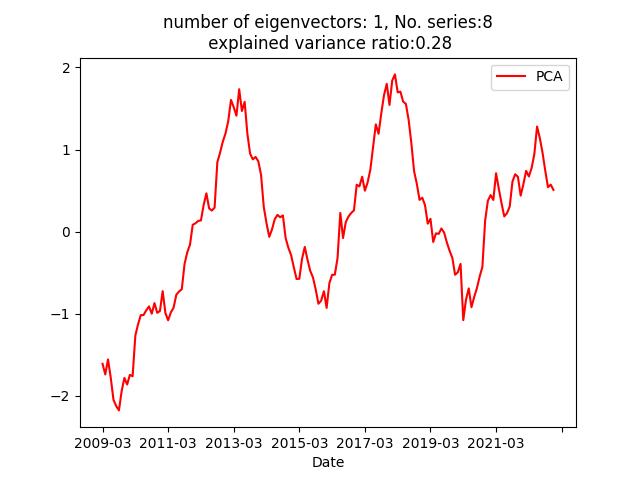 number of eigenvectors: 1, No. series:8
explained variance ratio:0.28
PCA
2
1
0
−1
−2
2009-03 2011-03 2013-03 2015-03 2017-03 2019-03 2021-03
Date